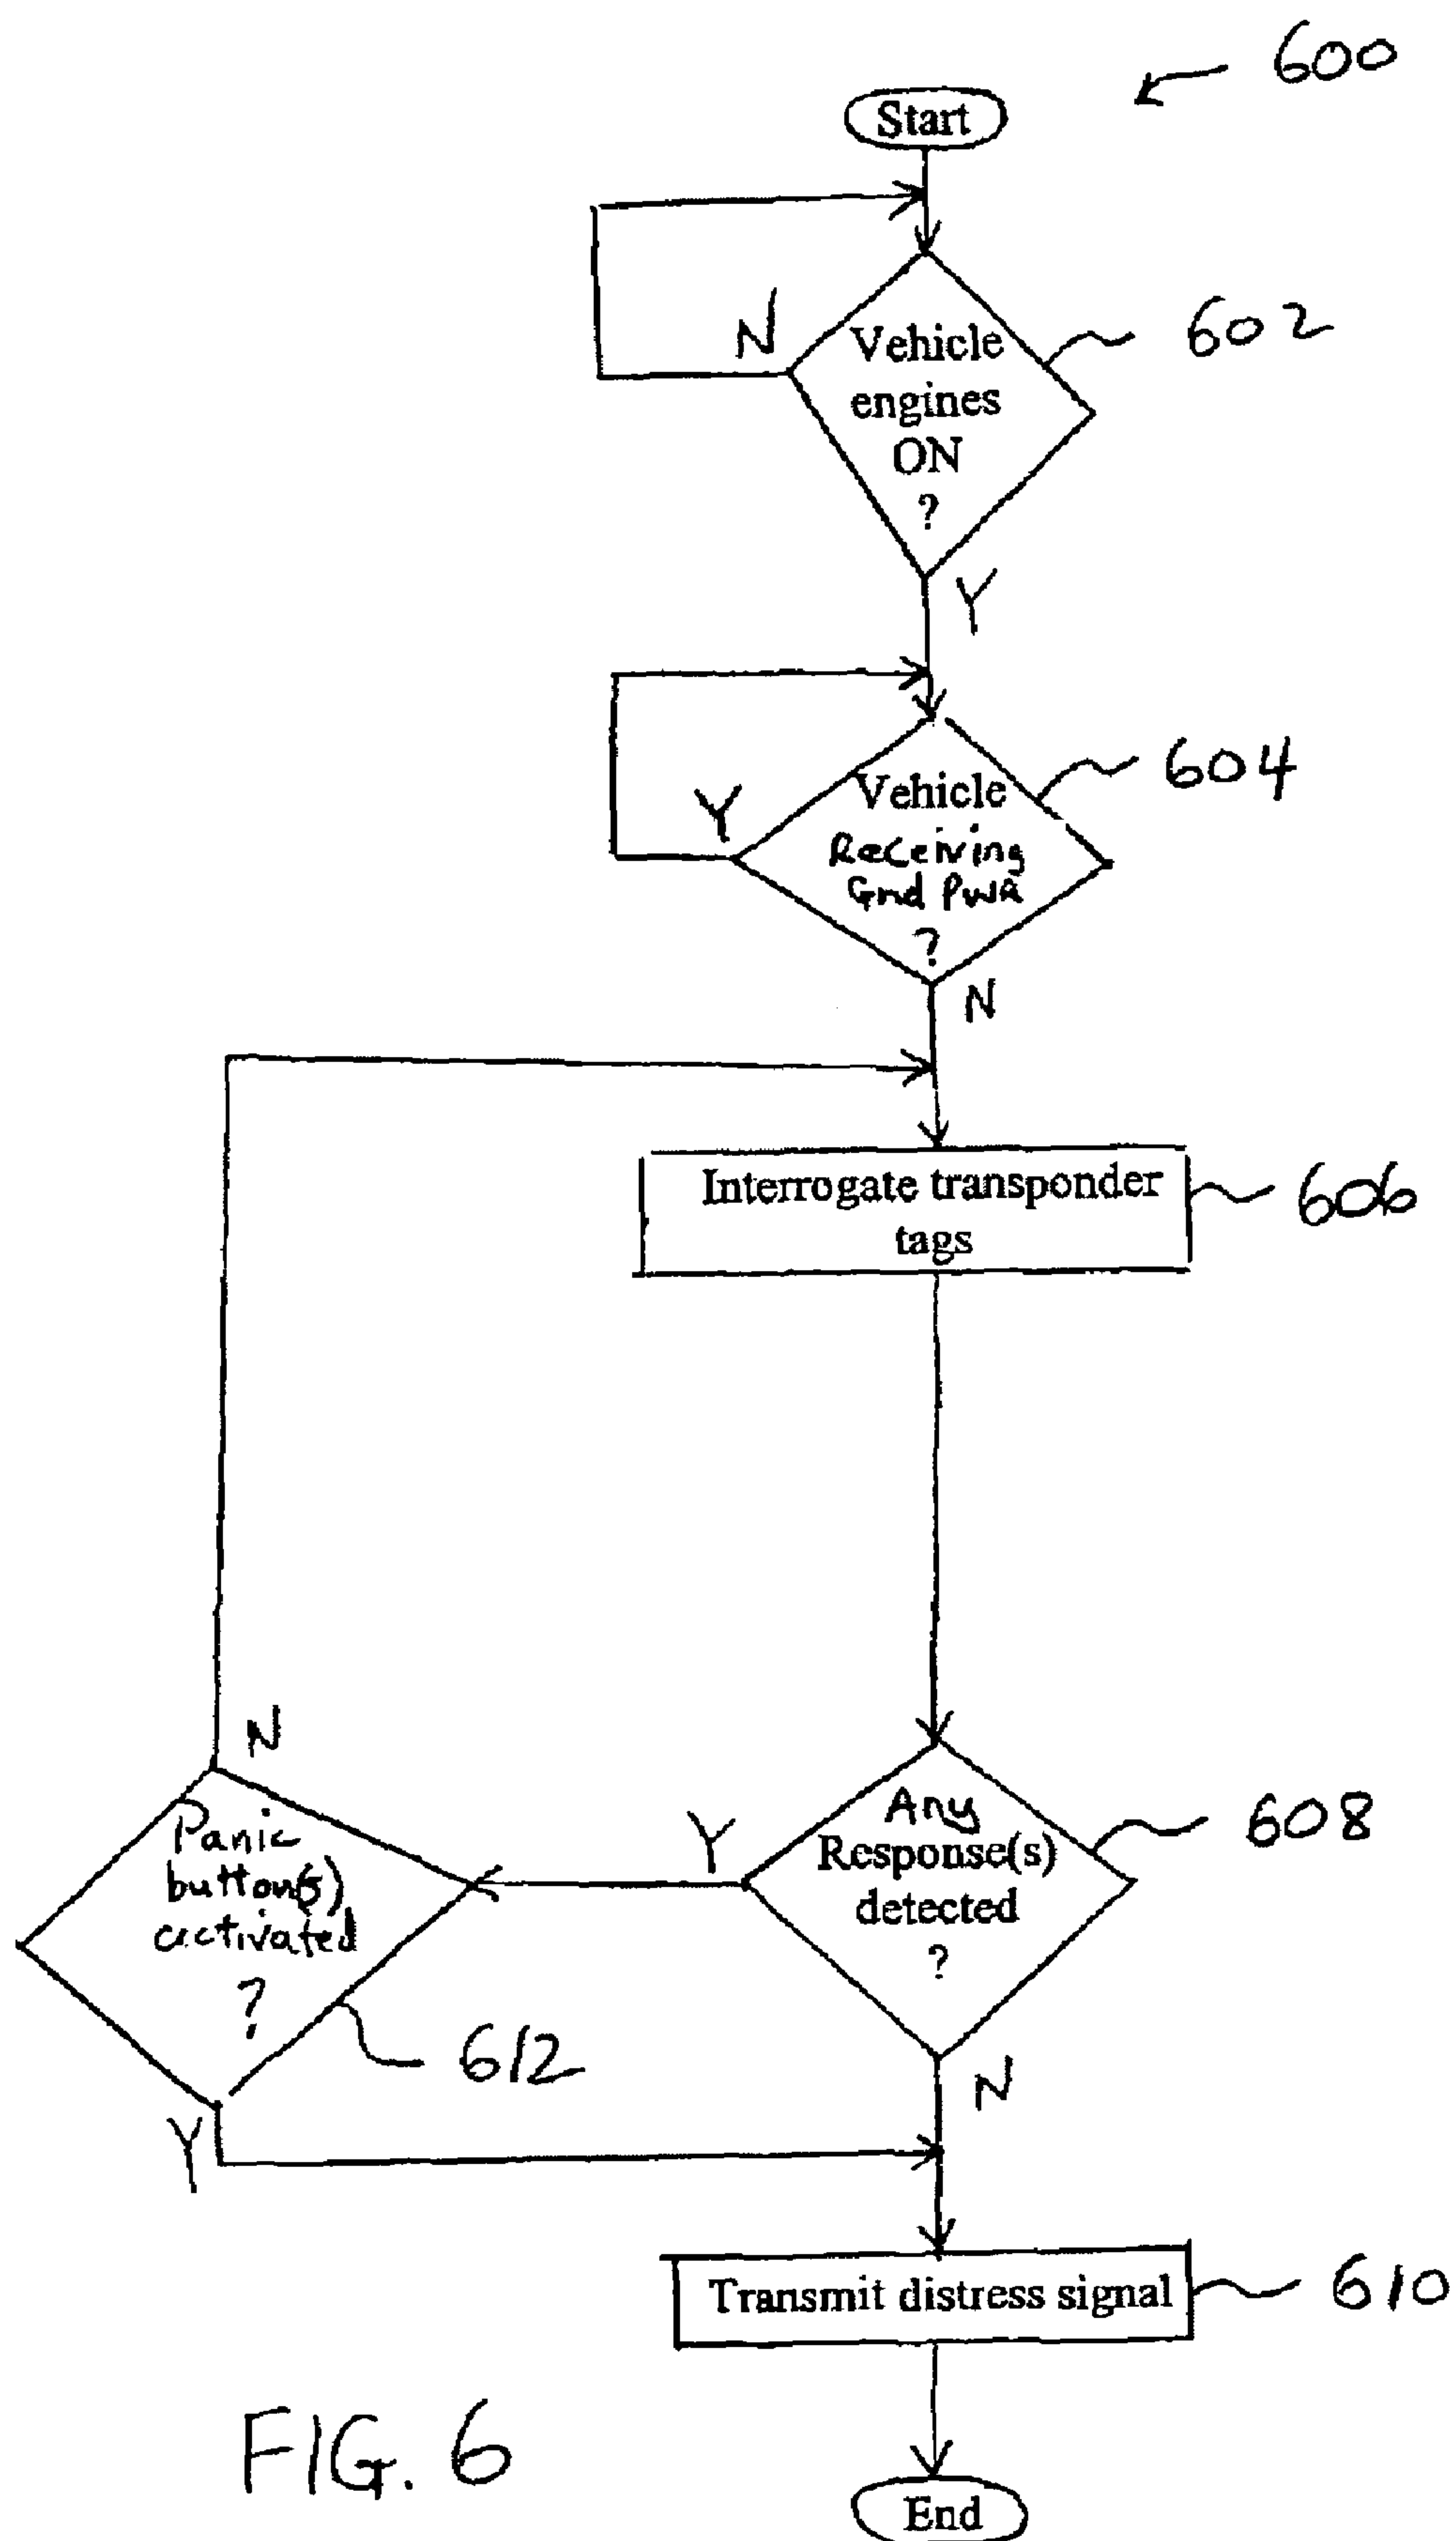 600
Start
N
Vehicle
engines
ON
?
602
Y
Y
Vehicle
Receiving
Gnd PWR
?
604
N
Interrogate transponder
tags
606
N
Panic
button(s)
activated
?
612
Y
Y
Any
Response(s)
detected
?
608
N
Transmit distress signal
610
End
FIG. 6